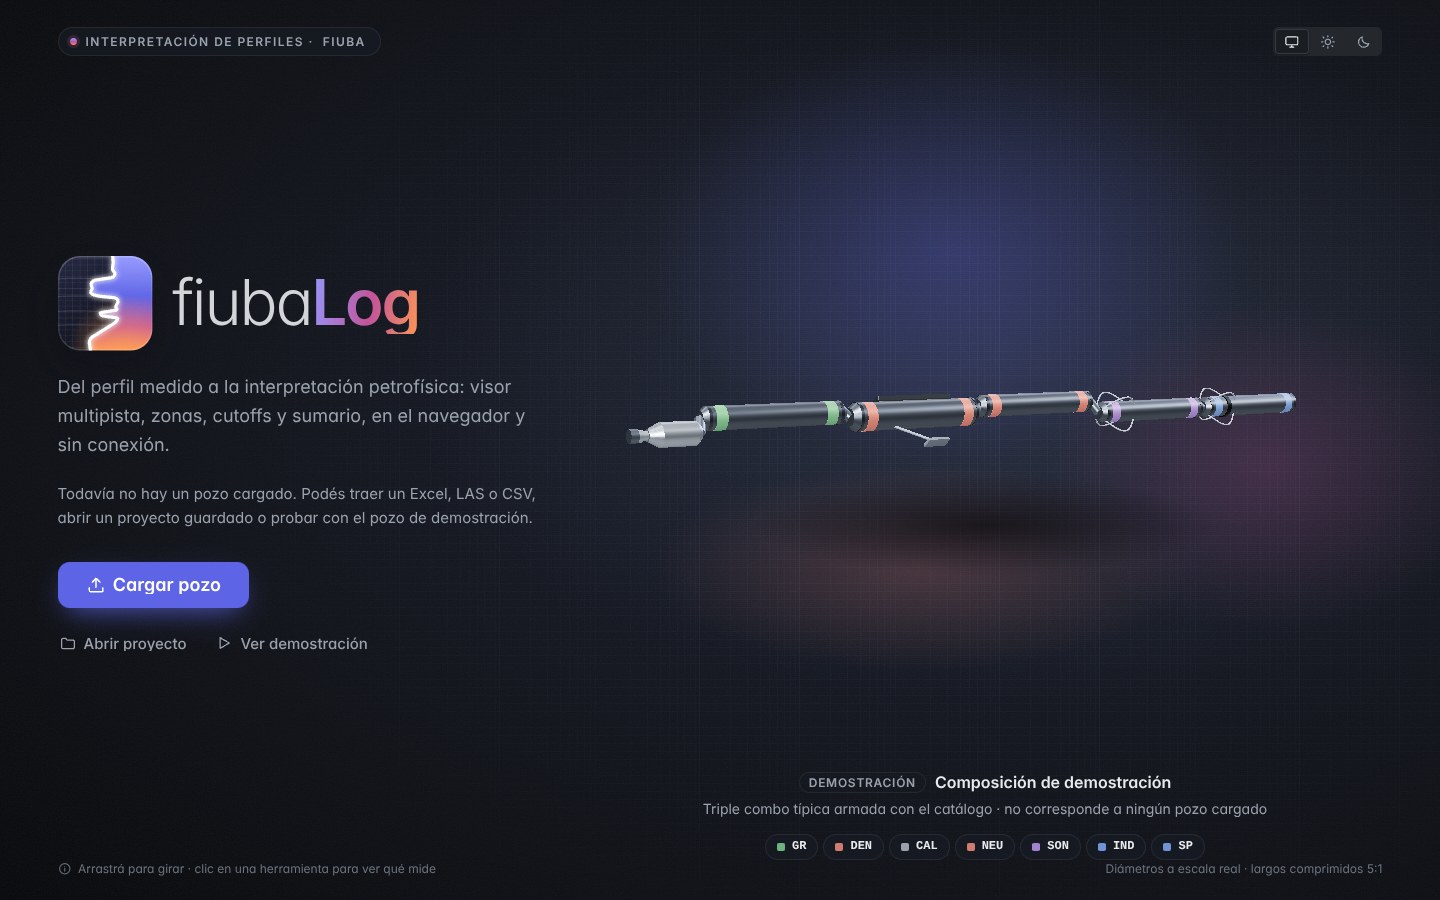 INTERPRETACIÓN DE PERFILES · FIUBA
fiubaLog
Del perfil medido a la interpretación petrofísica: visor
multipista, zonas, cutoffs y sumario, en el navegador y
sin conexión.
Todavía no hay un pozo cargado. Podés traer un Excel, LAS o CSV,
abrir un proyecto guardado o probar con el pozo de demostración.
Cargar pozo
Abrir proyecto Ver demostración
DEMOSTRACIÓN Composición de demostración
Triple combo típica armada con el catálogo · no corresponde a ningún pozo cargado
GR DEN CAL NEU SON IND SP
Arrastrá para girar · clic en una herramienta para ver qué mide
Diámetros a escala real · largos comprimidos 5:1